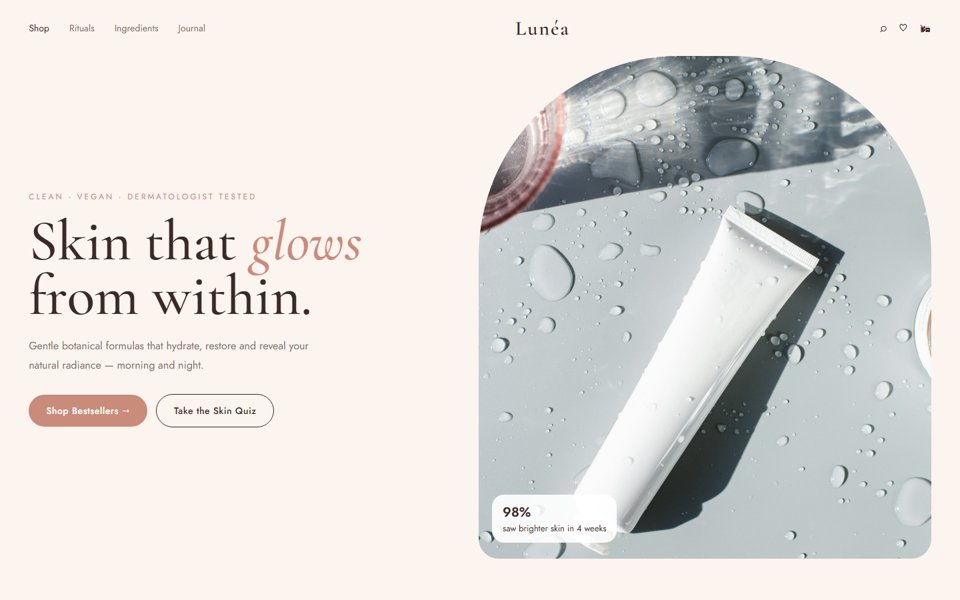 Shop Rituals Ingredients Journal
Lunéa
CLEAN · VEGAN · DERMATOLOGIST TESTED
Skin that glows
from within.
Gentle botanical formulas that hydrate, restore and reveal your
natural radiance — morning and night.
Shop Bestsellers →
Take the Skin Quiz
98%
saw brighter skin in 4 weeks